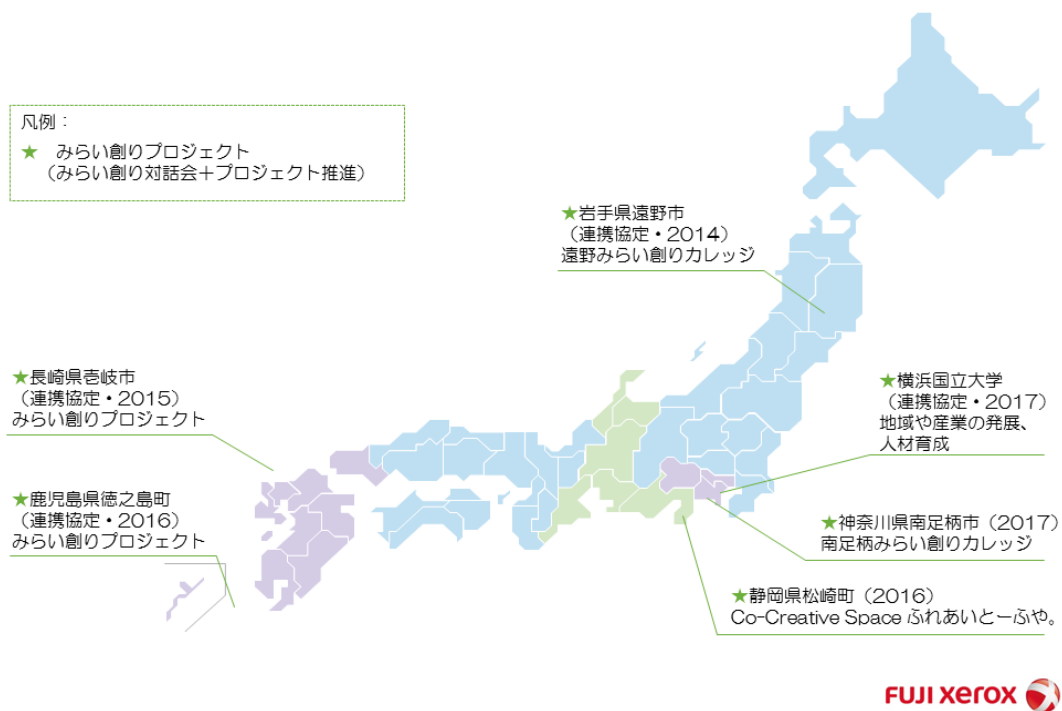 凡例：
★ みらい創りプロジェクト
（みらい創り対話会＋プロジェクト推進）
★岩手県遠野市
（連携協定・2014）
遠野みらい創りカレッジ
★長崎県壱岐市
（連携協定・2015）
みらい創りプロジェクト
★横浜国立大学
（連携協定・2017）
地域や産業の発展、
人材育成
★鹿児島県徳之島町
（連携協定・2016）
みらい創りプロジェクト
★神奈川県南足柄市（2017）
南足柄みらい創りカレッジ
★静岡県松崎町（2016）
Co-Creative Space ふれあいとーふや。
FUJI XEROX